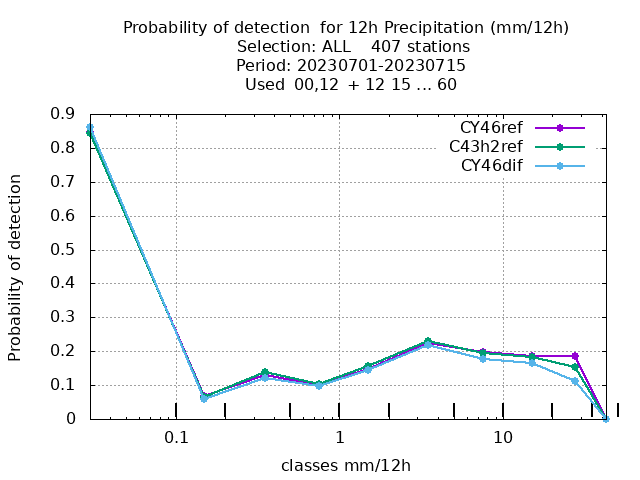 Probability of detection  for 12h Precipitation (mm/12h)
Selection: ALL    407 stations
Period: 20230701-20230715
Used  00,12  + 12 15 ... 60
CY46ref
C43h2ref
CY46dif
Probability of detection
0.9
0.8
0.7
0.6
0.5
0.4
0.3
0.2
0.1
0
0.1 1 10
classes mm/12h